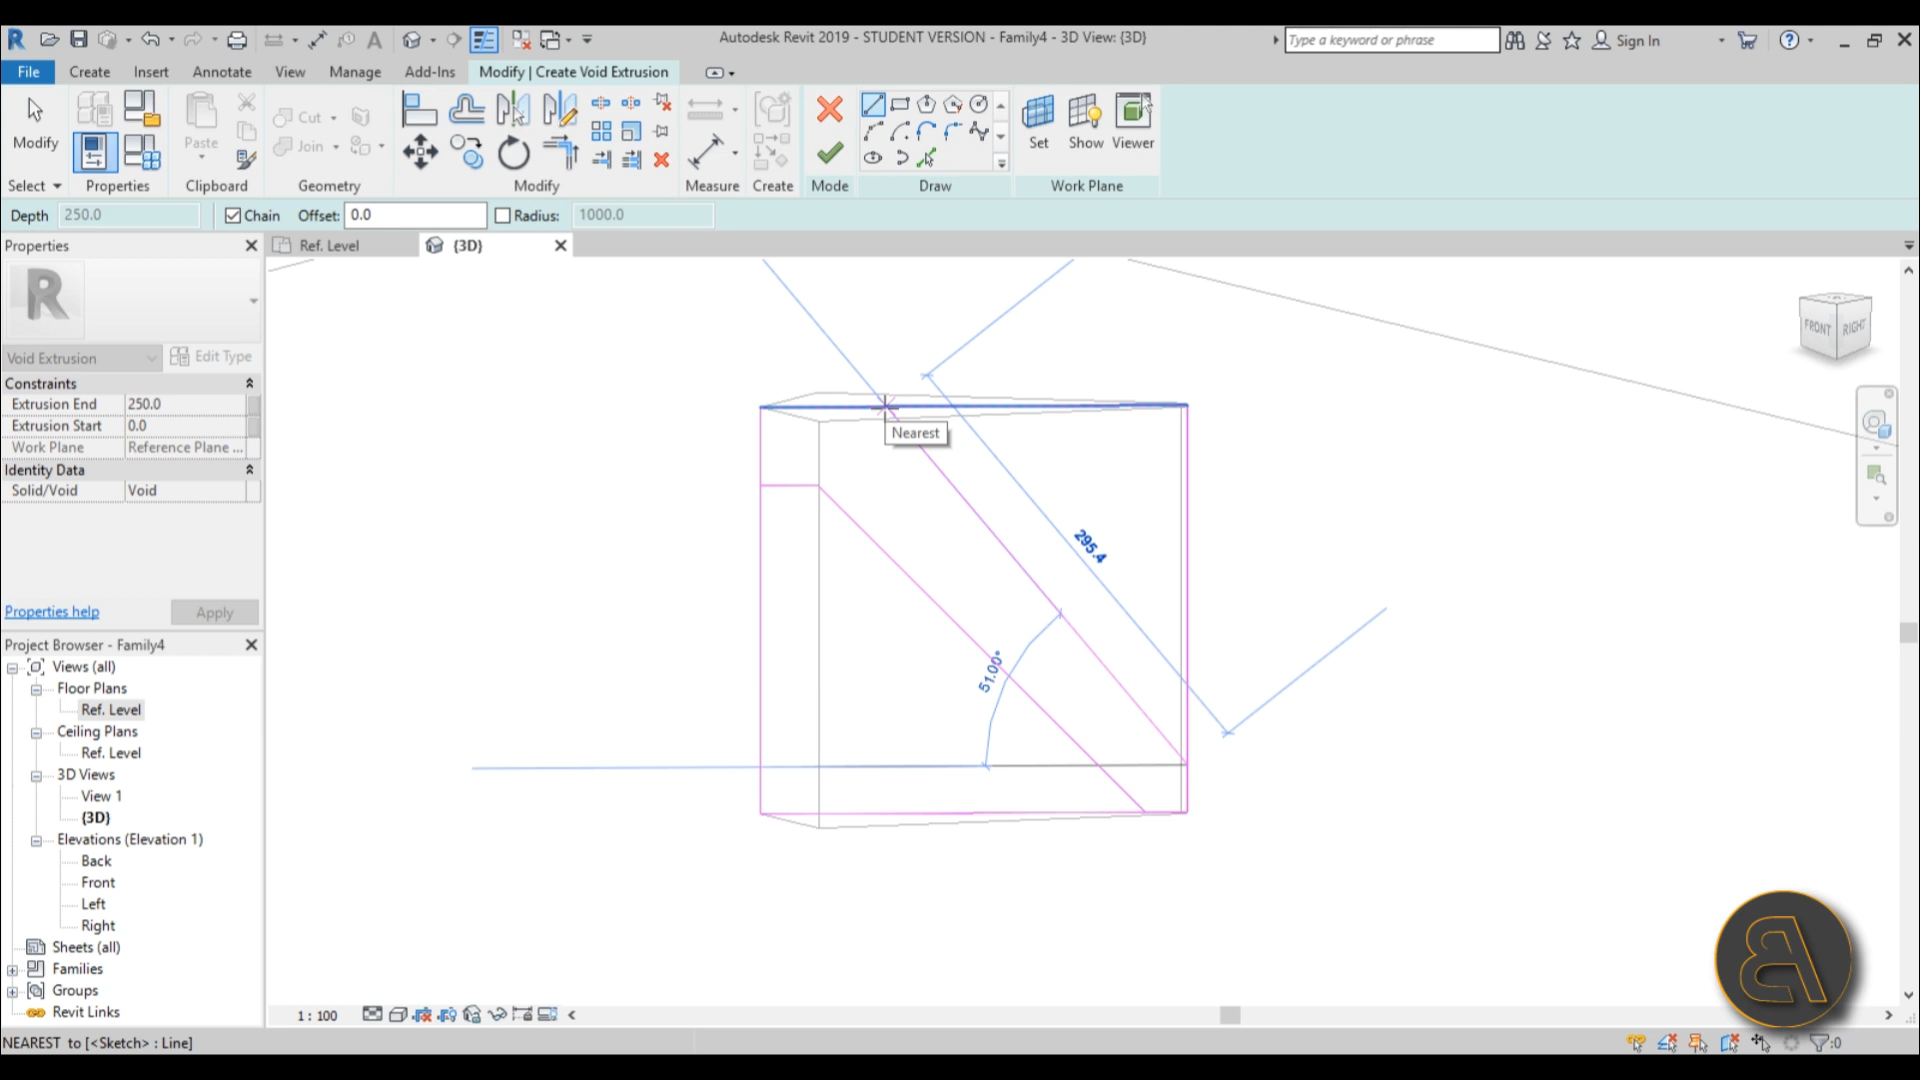 Autodesk Revit 2019 - STUDENT VERSION - Family4 - 3D View: {3D}
Type a keyword or phrase
Sign In
File Create Insert Annotate View Manage Add-Ins Modify | Create Void Extrusion
Modify Paste Cut Join Set Show Viewer
Select Properties Clipboard Geometry Modify Measure Create Mode Draw Work Plane
Depth 250.0 Chain Offset: 0.0 Radius: 1000.0
Properties
Ref. Level
{3D}
FRONT RIGHT
Void Extrusion
Edit Type
Constraints
Extrusion End 250.0
Extrusion Start 0.0
Work Plane Reference Plane ...
Identity Data
Solid/Void Void
Nearest
295.4
51.00°
Properties help
Apply
Project Browser - Family4
Views (all)
Floor Plans
Ref. Level
Ceiling Plans
Ref. Level
3D Views
View 1
{3D}
Elevations (Elevation 1)
Back
Front
Left
Right
Sheets (all)
Families
Groups
Revit Links
1 : 100
NEAREST to [<Sketch> : Line]
:0